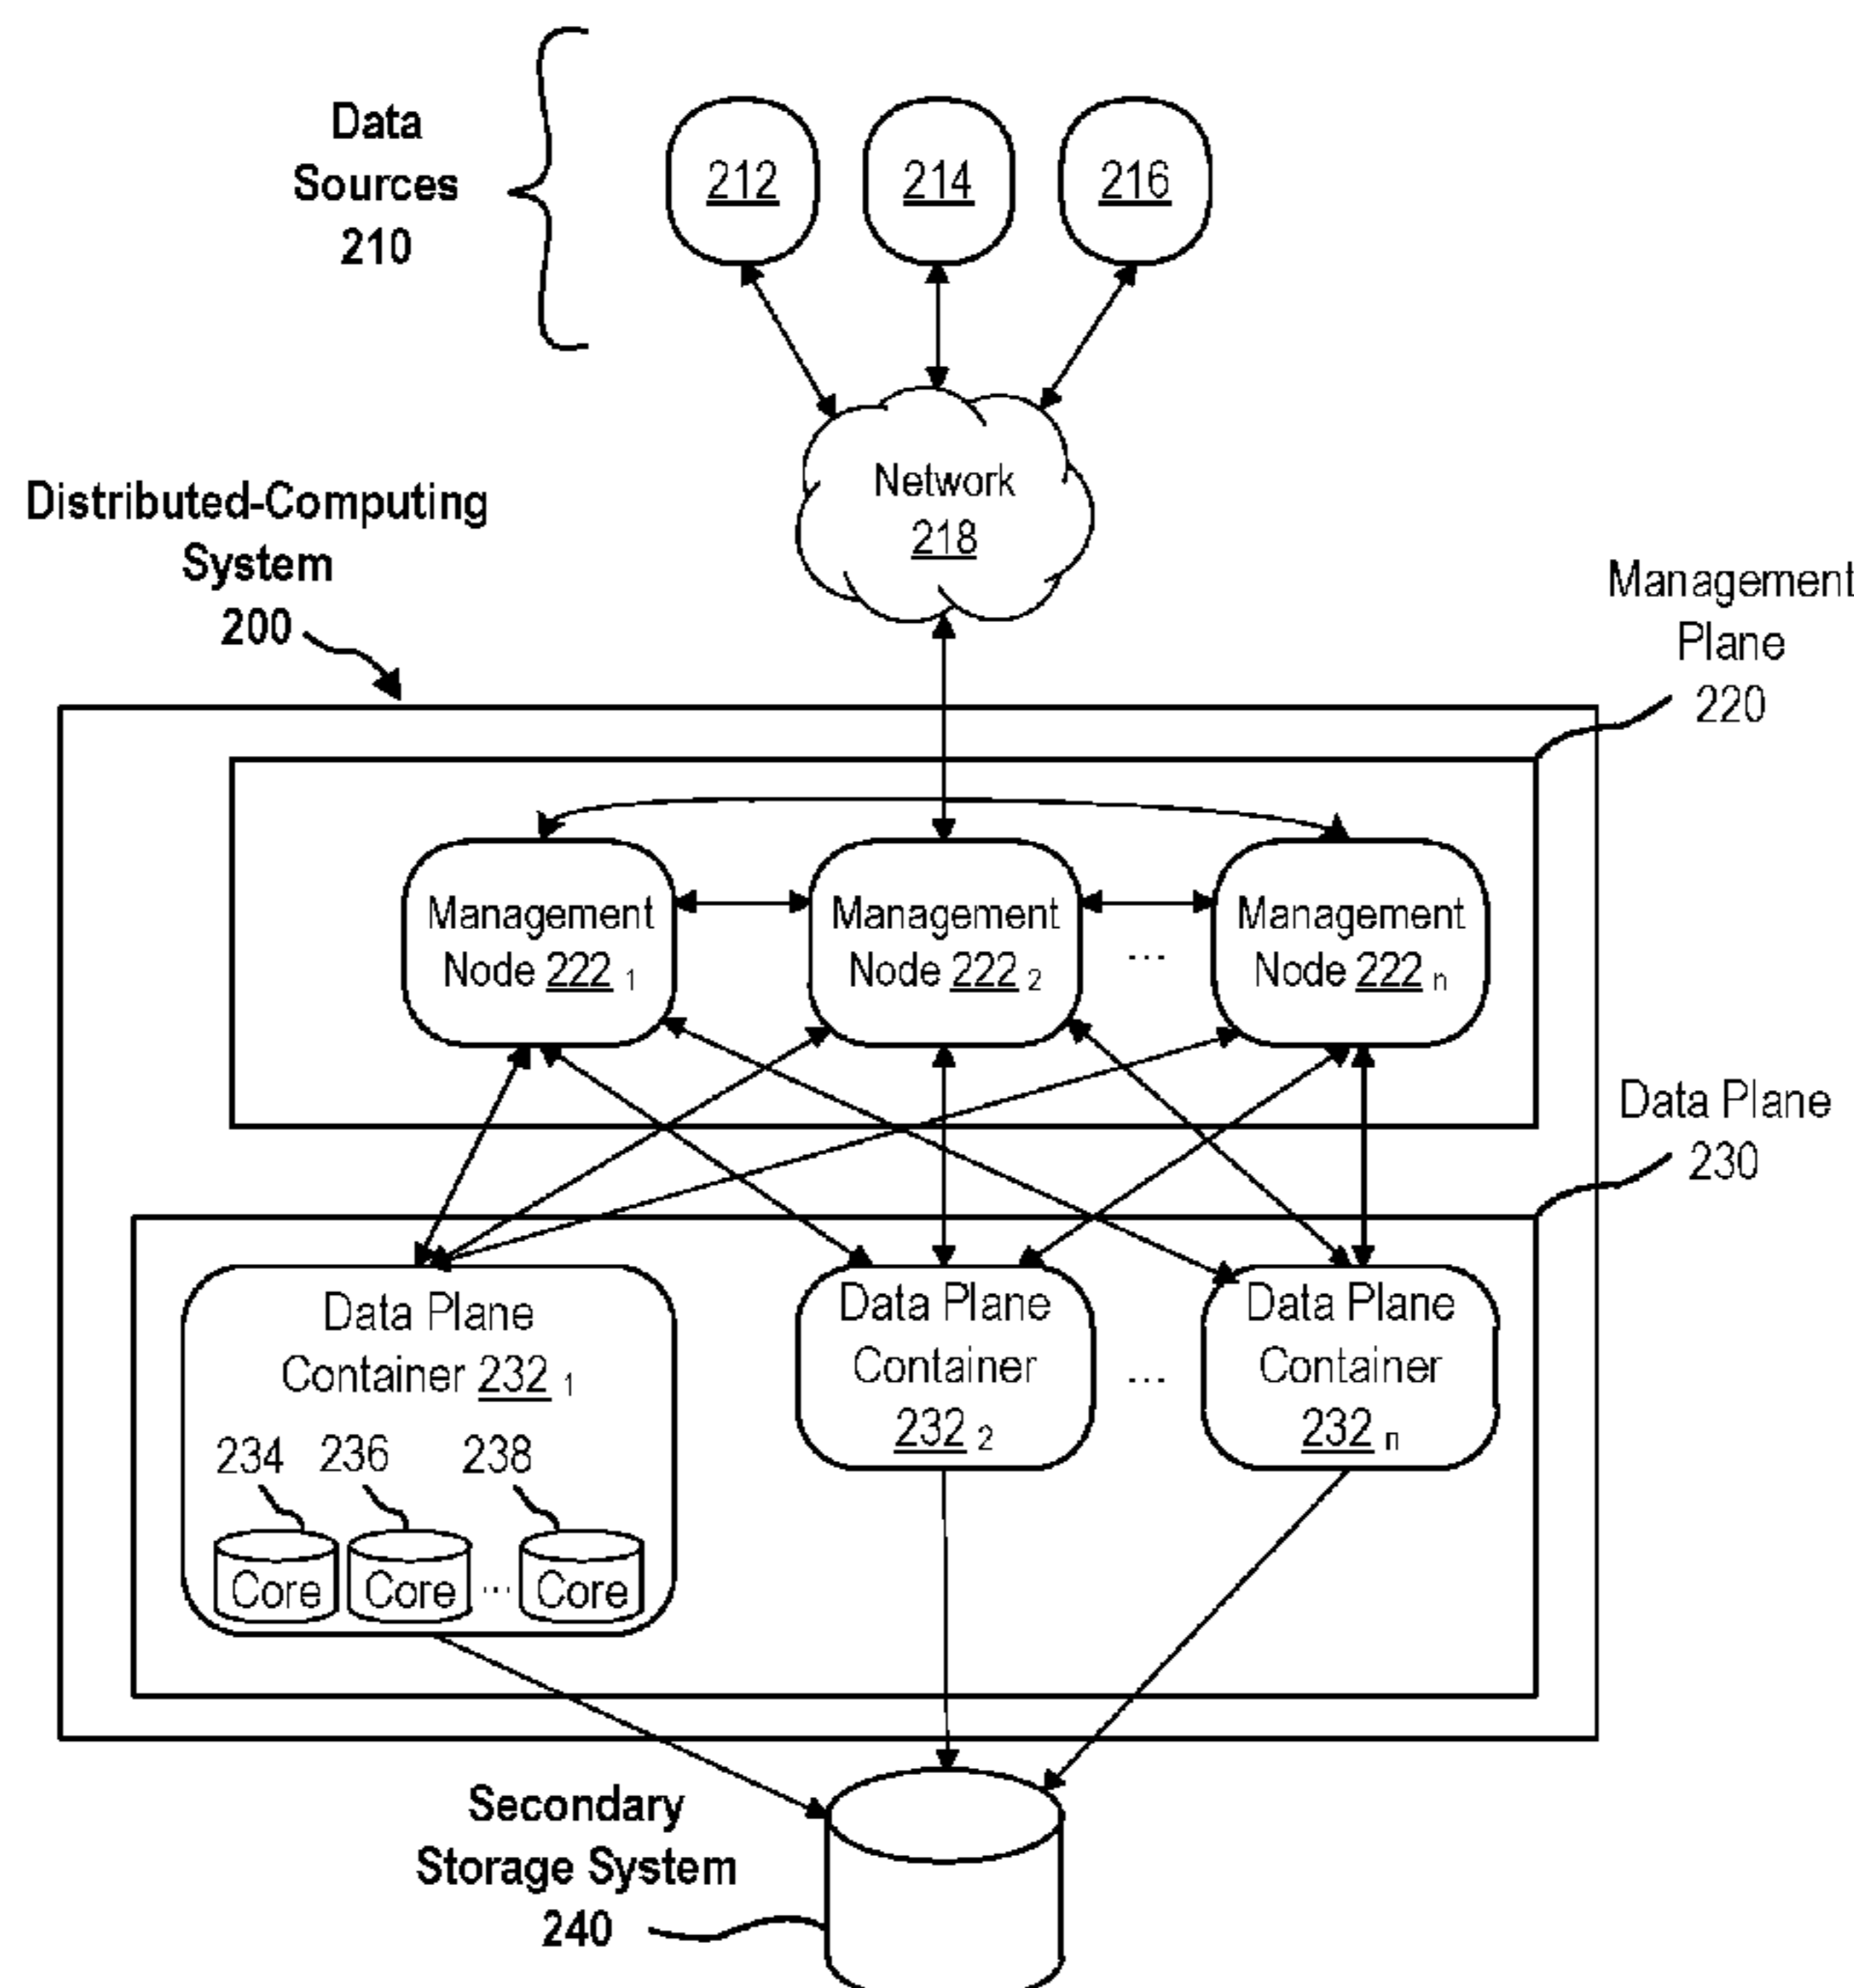 Data
Sources
210
212
214
216
Network
218
Distributed-Computing
System
200
Management
Plane
220
Management
Node 222 1
Management
Node 222 2
...
Management
Node 222 n
Data Plane
230
Data Plane
Container 232 1
234
236
238
Core
Core
...
Core
Data Plane
Container
232 2
...
Data Plane
Container
232 n
Secondary
Storage System
240